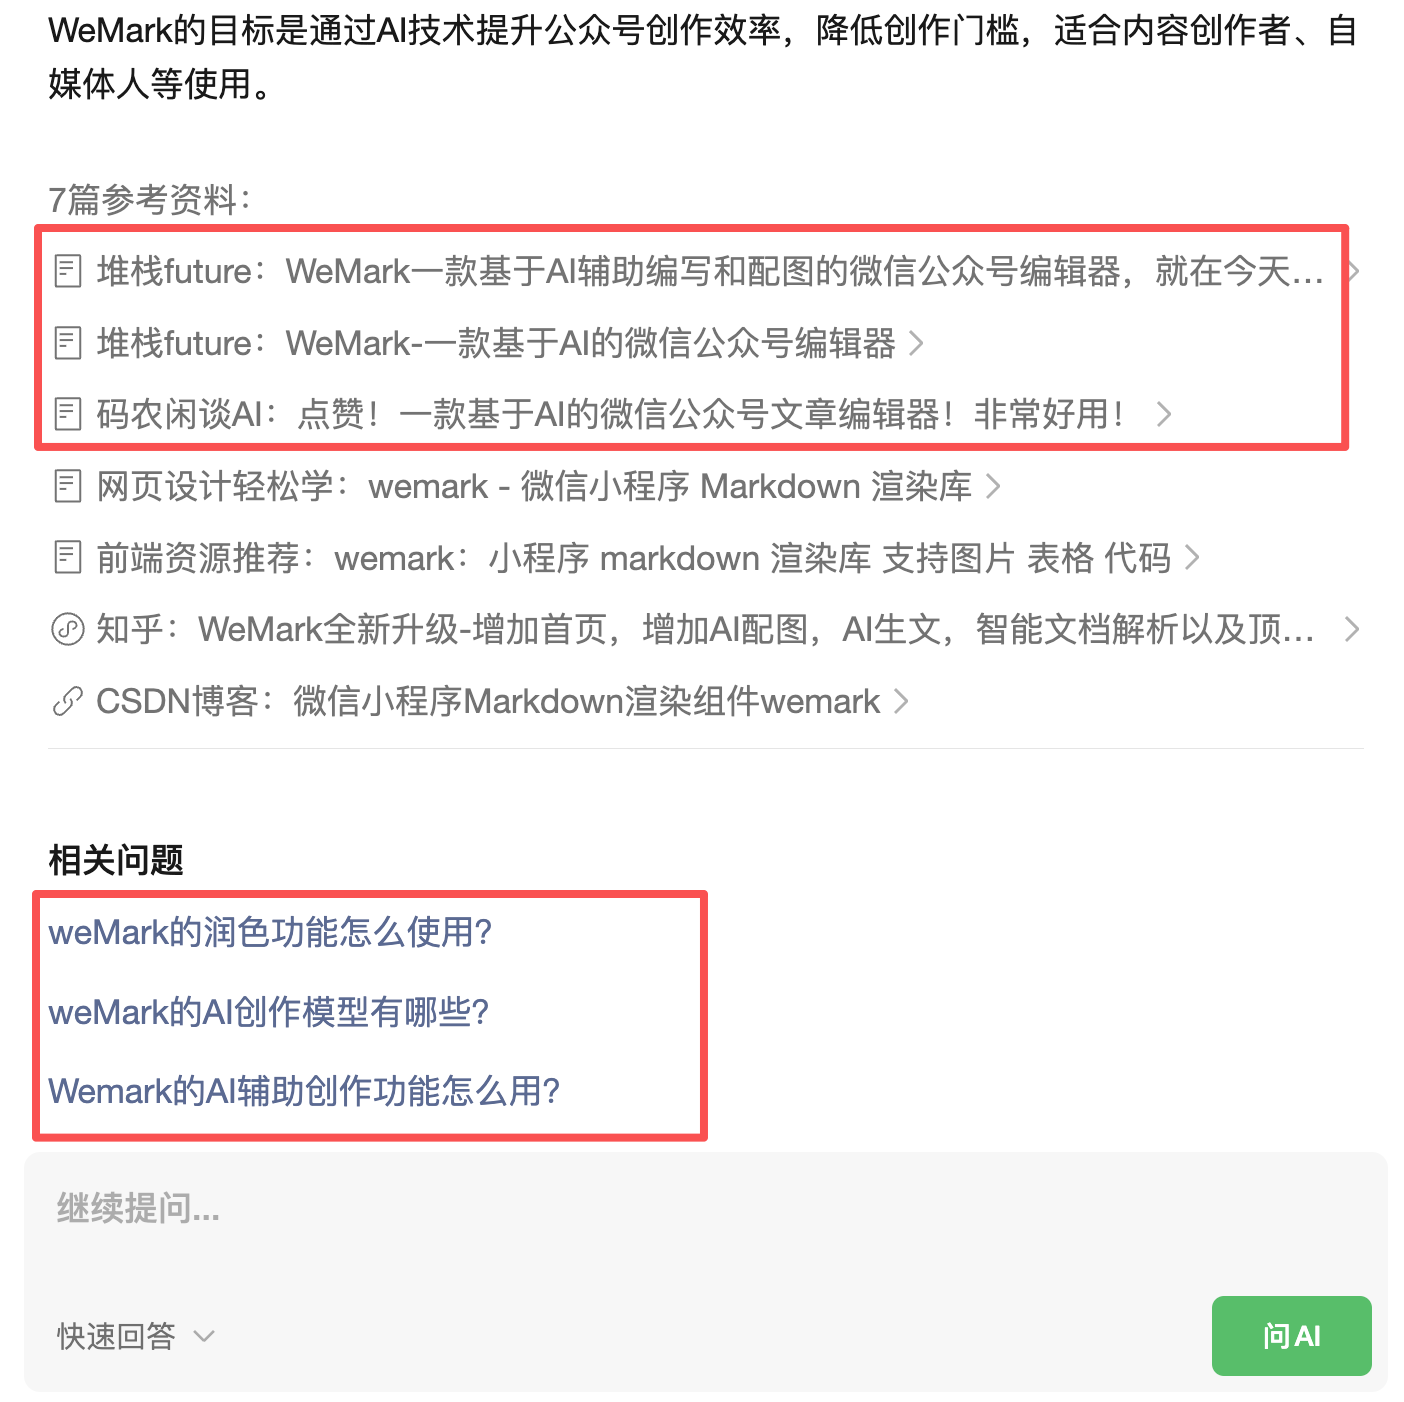 WeMark的目标是通过AI技术提升公众号创作效率，降低创作门槛，适合内容创作者、自
媒体人等使用。
7篇参考资料：
堆栈future：WeMark一款基于AI辅助编写和配图的微信公众号编辑器，就在今天...
堆栈future：WeMark-一款基于AI的微信公众号编辑器
码农闲谈AI：点赞！一款基于AI的微信公众号文章编辑器！非常好用！
网页设计轻松学：wemark - 微信小程序 Markdown 渲染库
前端资源推荐：wemark：小程序 markdown 渲染库 支持图片 表格 代码
知乎：WeMark全新升级-增加首页，增加AI配图，AI生文，智能文档解析以及顶...
CSDN博客：微信小程序Markdown渲染组件wemark
相关问题
weMark的润色功能怎么使用?
weMark的AI创作模型有哪些?
Wemark的AI辅助创作功能怎么用?
继续提问...
快速回答
问AI